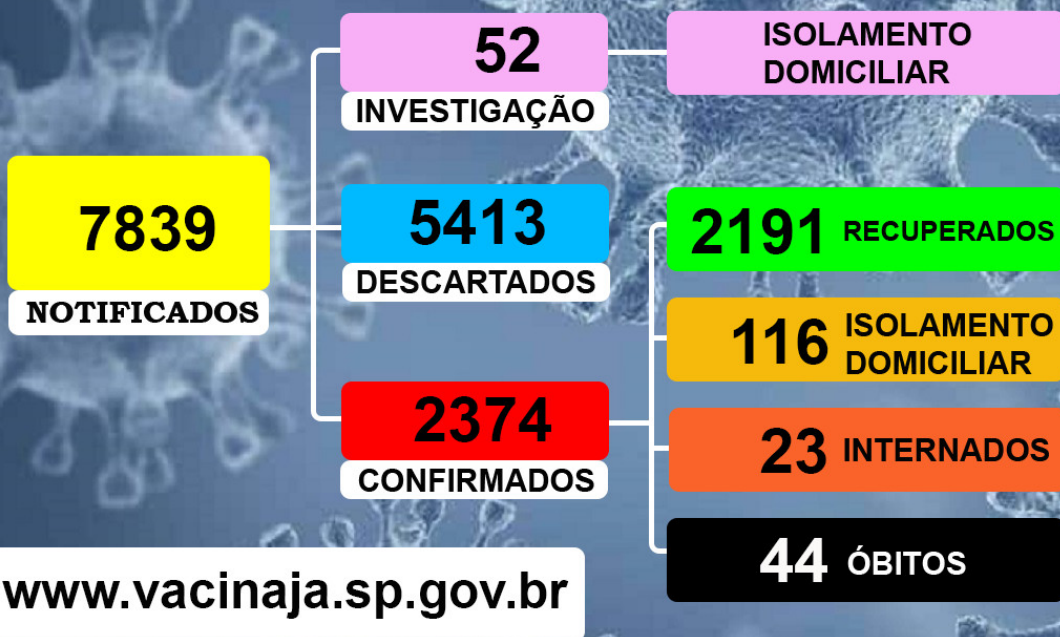 7839
NOTIFICADOS
52
INVESTIGAÇÃO
ISOLAMENTO
DOMICILIAR
5413
DESCARTADOS
2374
CONFIRMADOS
2191 RECUPERADOS
116 ISOLAMENTO
DOMICILIAR
23 INTERNADOS
44 ÓBITOS
www.vacinaja.sp.gov.br